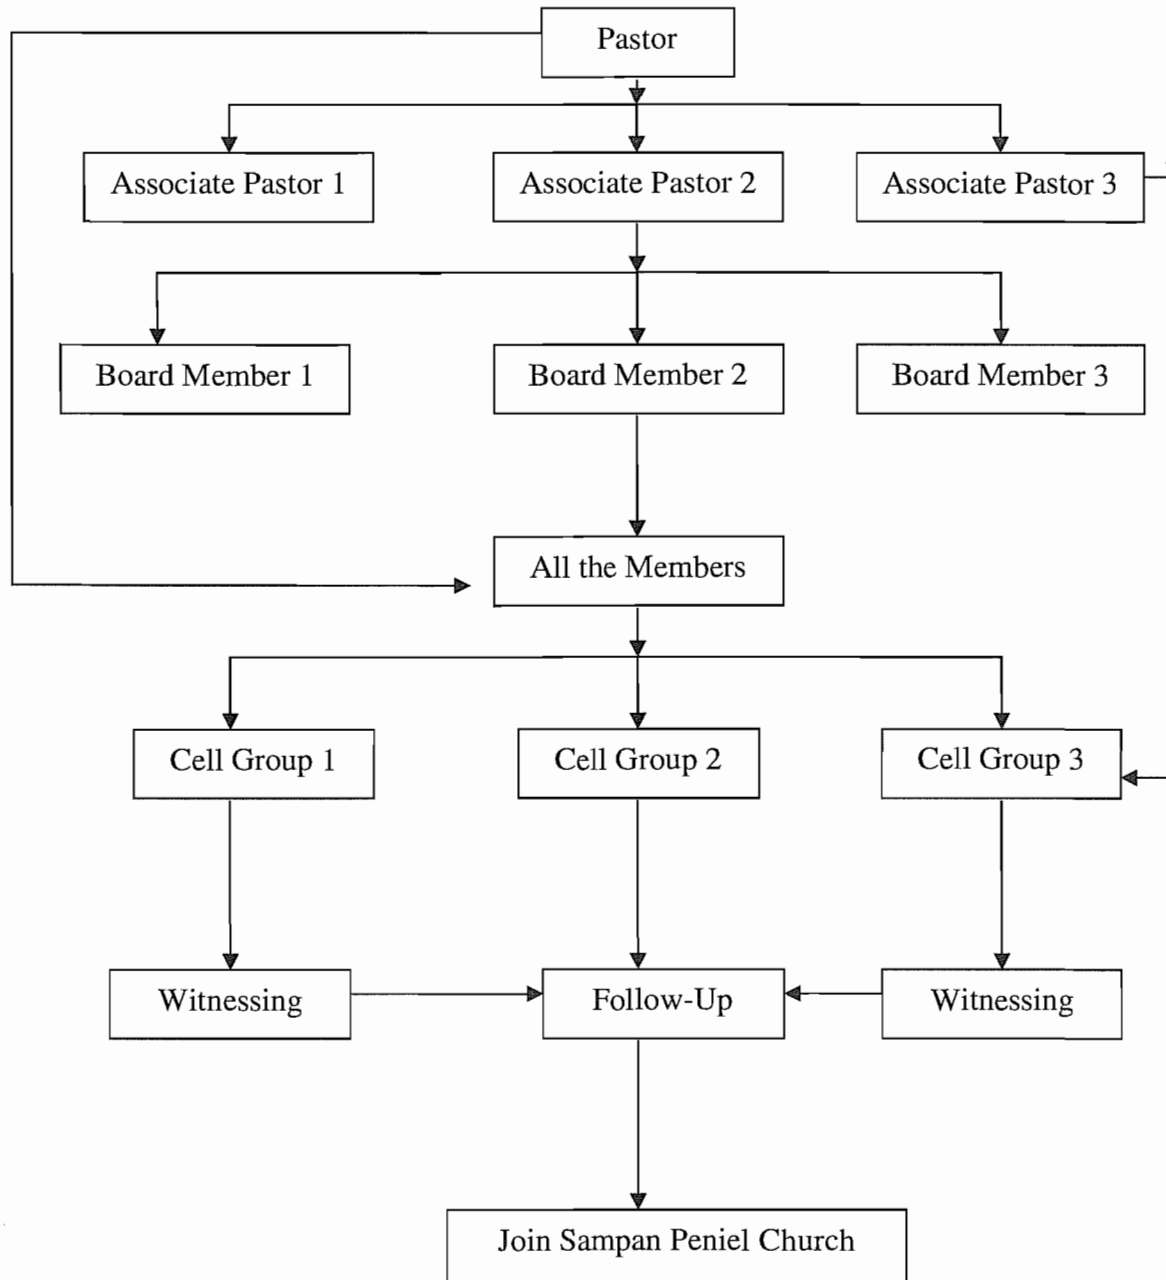 Pastor
Associate Pastor 1
Associate Pastor 2
Associate Pastor 3
Board Member 1
Board Member 2
Board Member 3
All the Members
Cell Group 1
Cell Group 2
Cell Group 3
Witnessing
Follow-Up
Witnessing
Join Sampan Peniel Church